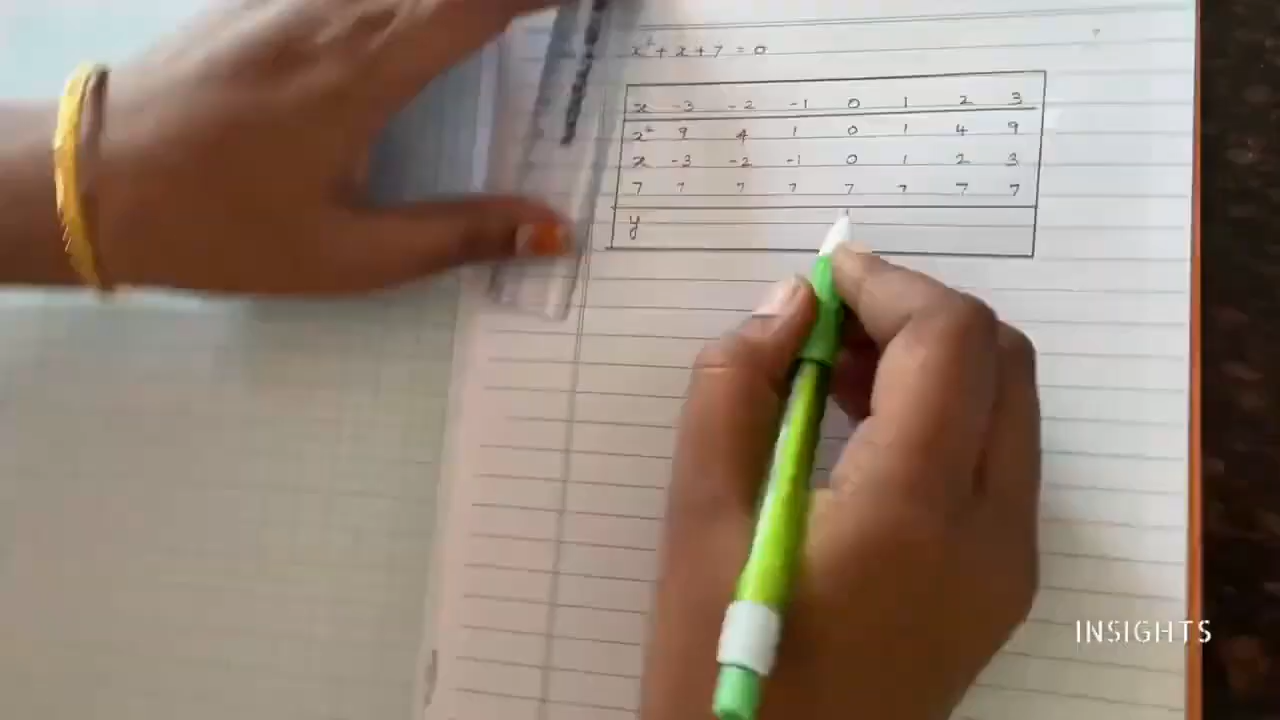 x² + x + 7 = 0
x -3 -2 -1 0 1 2 3
x² 9 4 1 0 1 4 9
x -3 -2 -1 0 1 2 3
7 7 7 7 7 7 7 7
y
INSIGHTS